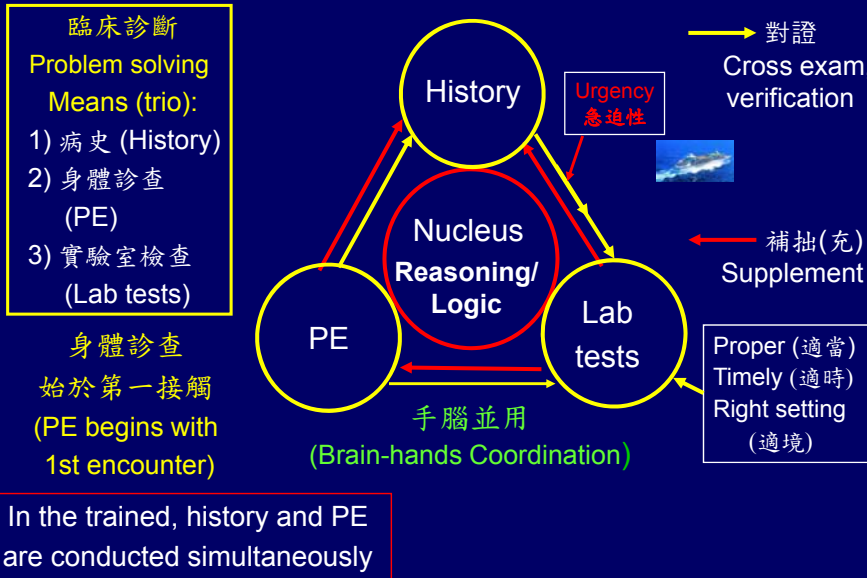 臨床診斷
Problem solving
Means (trio):
1) 病史 (History)
2) 身體診查
(PE)
3) 實驗室檢查
(Lab tests)
身體診查
始於第一接觸
(PE begins with
1st encounter)
In the trained, history and PE
are conducted simultaneously
History
Urgency
急迫性
Nucleus
Reasoning/
Logic
PE
Lab
tests
手腦並用
(Brain-hands Coordination)
對證
Cross exam
verification
補拙(充)
Supplement
Proper (適當)
Timely (適時)
Right setting
(適境)